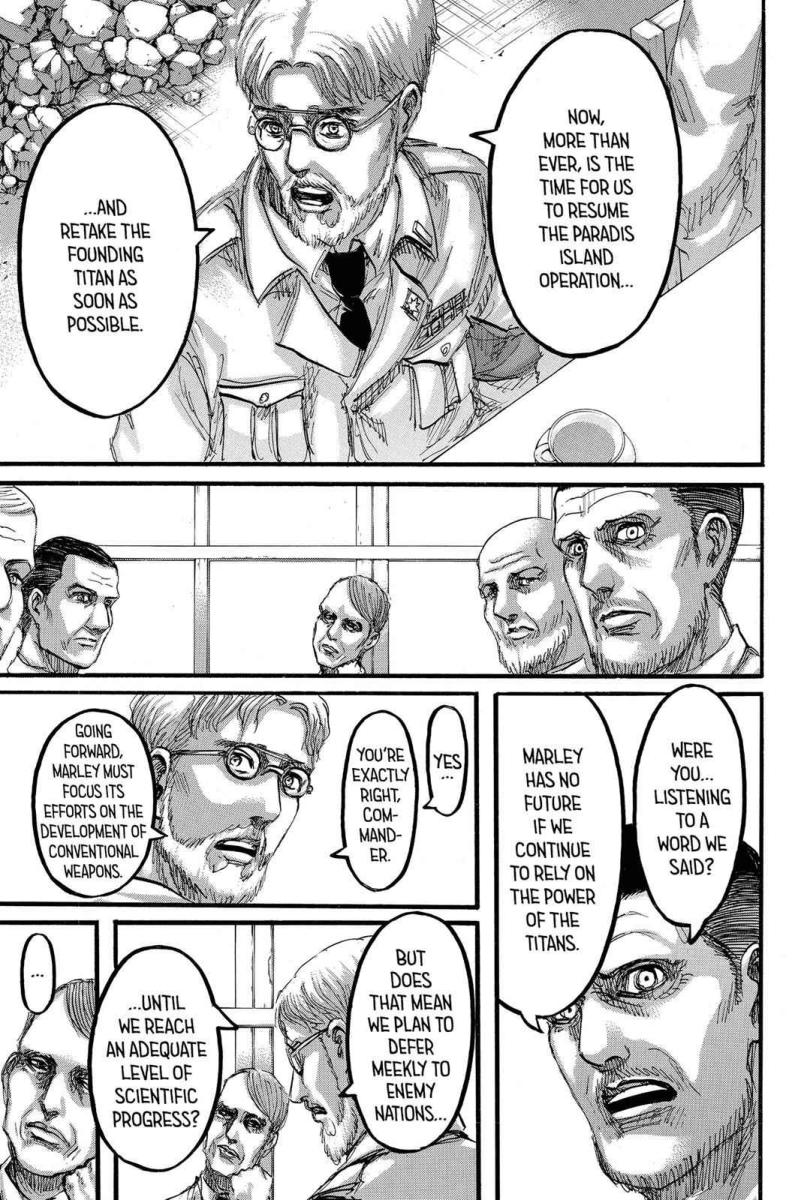 NOW,
MORE THAN
EVER, IS THE
TIME FOR US
TO RESUME
THE PARADIS
ISLAND
OPERATION...
...AND
RETAKE THE
FOUNDING
TITAN AS
SOON AS
POSSIBLE.
WERE
YOU...
LISTENING
TO A
WORD WE
SAID?
MARLEY
HAS NO
FUTURE
IF WE
CONTINUE
TO RELY ON
THE POWER
OF THE
TITANS.
YES
...
YOU'RE
EXACTLY
RIGHT,
COM-
MAND-
ER.
GOING
FORWARD,
MARLEY MUST
FOCUS ITS
EFFORTS ON THE
DEVELOPMENT OF
CONVENTIONAL
WEAPONS.
BUT
DOES
THAT MEAN
WE PLAN TO
DEFER
MEEKLY TO
ENEMY
NATIONS...
...UNTIL
WE REACH
AN ADEQUATE
LEVEL OF
SCIENTIFIC
PROGRESS?
...